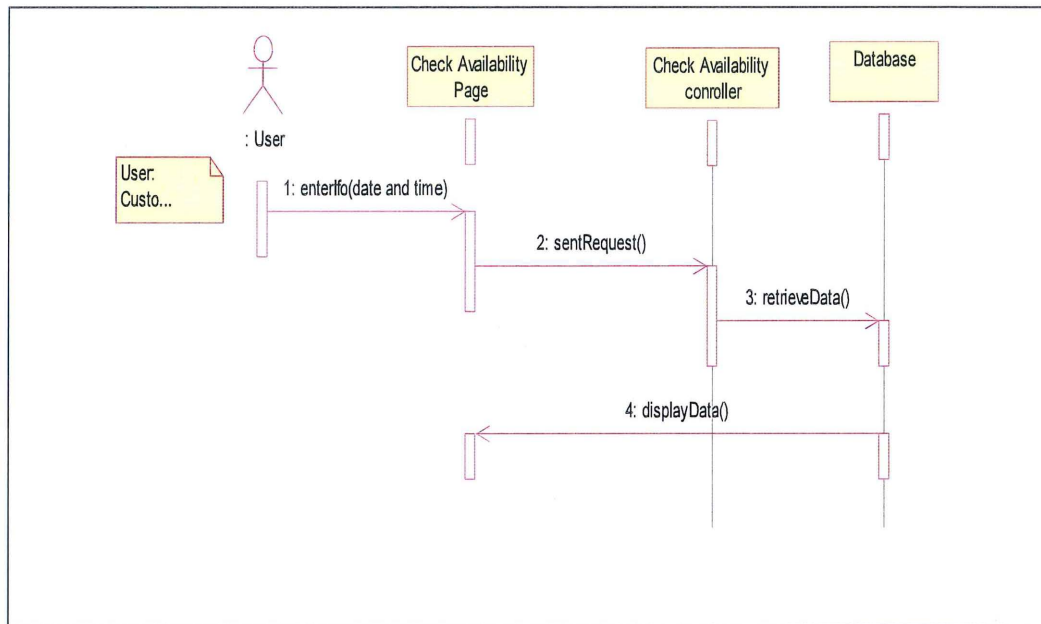 Check Availability
Page
Check Availability
conroller
Database
: User
User:
Custo...
1: enterIfo(date and time)
2: sentRequest()
3: retrieveData()
4: displayData()